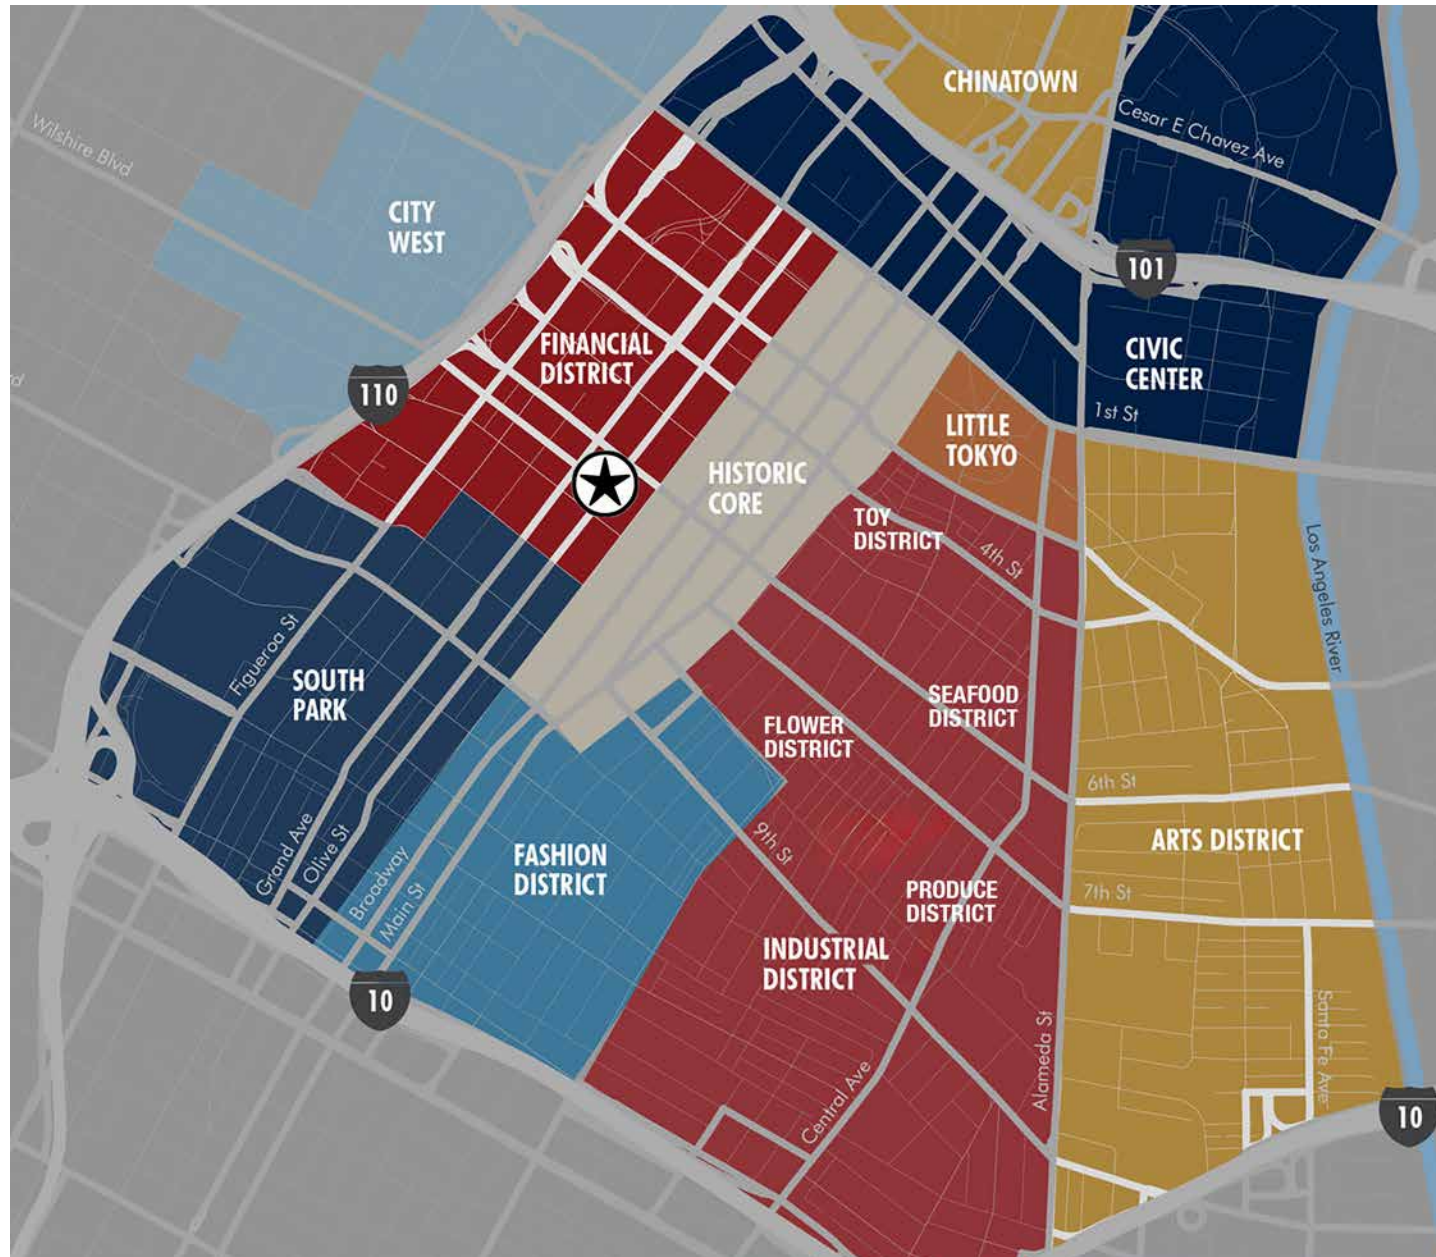 CHINATOWN
Cesar E Chavez Ave
Wilshire Blvd
CITY
WEST
101
FINANCIAL
DISTRICT
CIVIC
CENTER
110
rd
1st St
LITTLE
TOKYO
HISTORIC
CORE
TOY
DISTRICT
4th St
Los Angeles River
Figueroa St
SOUTH
PARK
SEAFOOD
DISTRICT
FLOWER
DISTRICT
6th St
ARTS DISTRICT
9th St
Grand Ave
Olive St
Broadway
Main St
FASHION
DISTRICT
PRODUCE
DISTRICT
7th St
INDUSTRIAL
DISTRICT
10
Santa Fe Ave
Alameda St
Central Ave
10